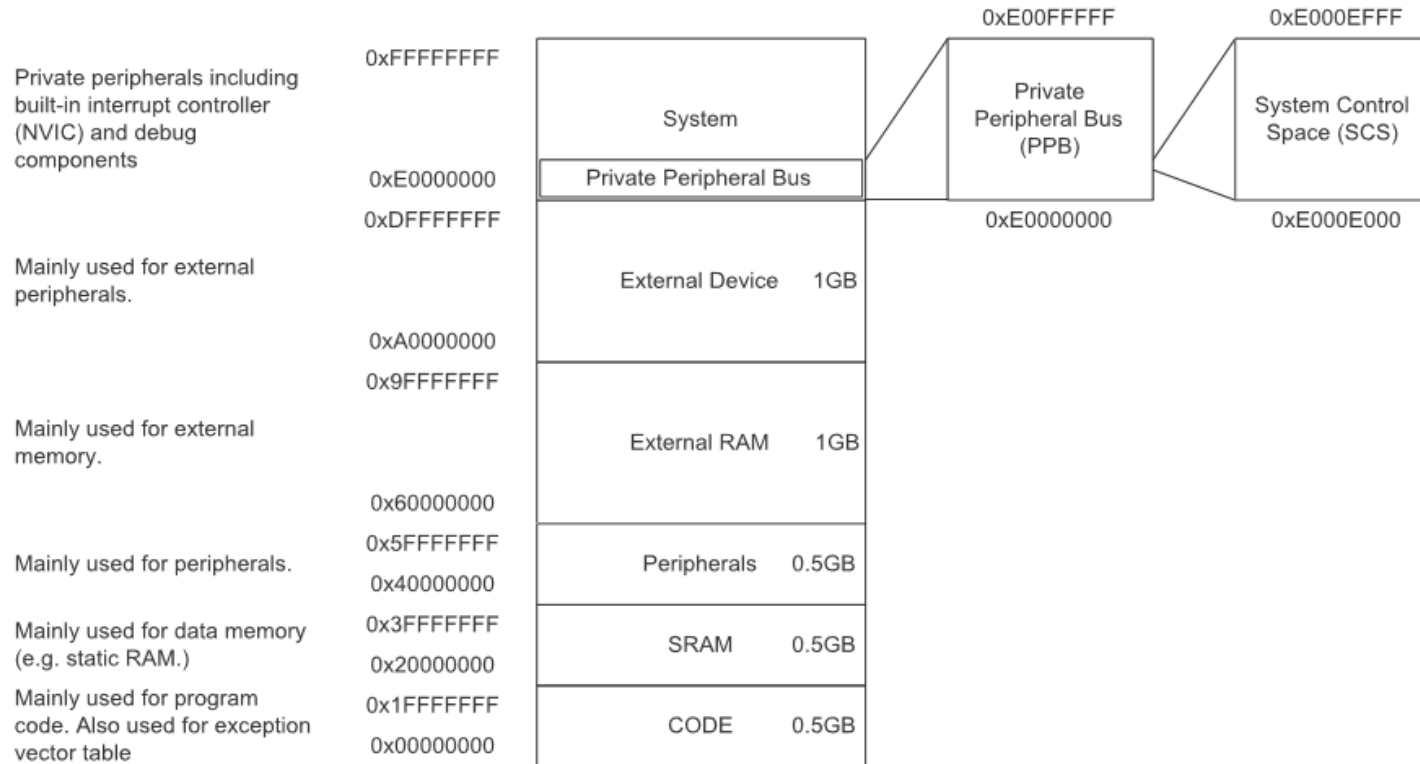 0xE00FFFFF
0xE000EFFF
0xFFFFFFFF
Private peripherals including
built-in interrupt controller
(NVIC) and debug
components
System
Private
Peripheral Bus
(PPB)
System Control
Space (SCS)
0xE0000000
Private Peripheral Bus
0xDFFFFFFF
0xE0000000
0xE000E000
Mainly used for external
peripherals.
External Device 1GB
0xA0000000
0x9FFFFFFF
Mainly used for external
memory.
External RAM 1GB
0x60000000
0x5FFFFFFF
Mainly used for peripherals.
Peripherals 0.5GB
0x40000000
0x3FFFFFFF
Mainly used for data memory
(e.g. static RAM.)
SRAM 0.5GB
0x20000000
Mainly used for program
code. Also used for exception
vector table
0x1FFFFFFF
CODE 0.5GB
0x00000000